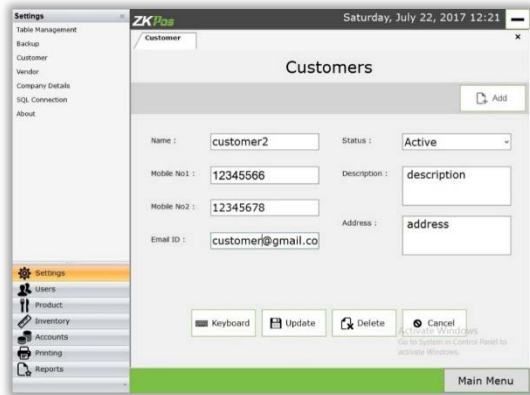 Settings
Table Management
Backup
Customer
Vendor
Company Details
SQL Connection
About
Settings
Users
Product
Inventory
Accounts
Printing
Reports
ZKPos
Saturday, July 22, 2017 12:21
Customer
×
Customers
Add
Name : customer2
Status : Active
Mobile No1 : 12345566
Description : description
Mobile No2 : 12345678
Address : address
Email ID : customer@gmail.co
Keyboard Update Delete Cancel
Activate Windows
Go to System in Control Panel to
activate Windows.
Main Menu